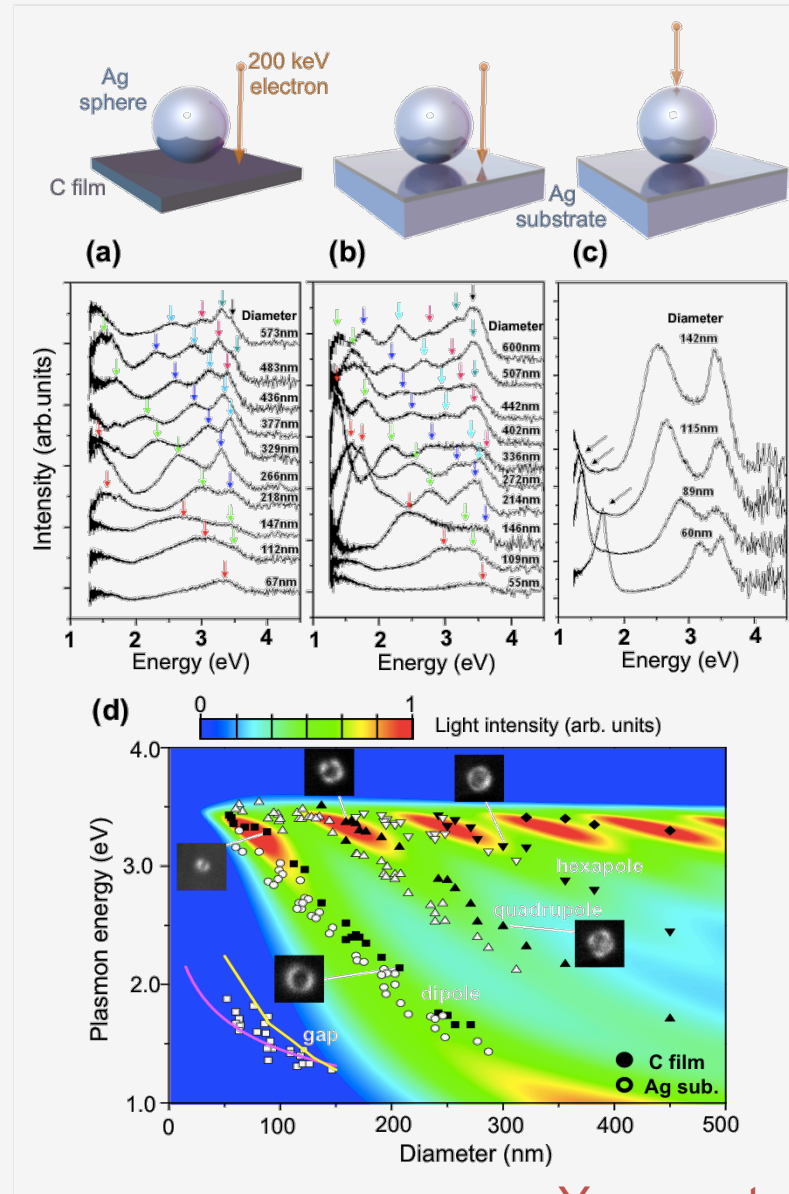 Ag
sphere
200 keV
electron
C film
Ag
substrate
(a)
(b)
(c)
Intensity (arb.units)
Diameter
573nm
483nm
436nm
377nm
329nm
266nm
218nm
147nm
112nm
67nm
1 2 3 4
Energy (eV)
Diameter
600nm
507nm
442nm
402nm
336nm
272nm
214nm
146nm
109nm
55nm
1 2 3 4
Energy (eV)
Diameter
142nm
115nm
89nm
60nm
1 2 3 4
Energy (eV)
(d)
0 1
Light intensity (arb. units)
Plasmon energy (eV)
4.0
3.0
2.0
1.0
hexapole
quadrupole
dipole
gap
C film
Ag sub.
0 100 200 300 400 500
Diameter (nm)